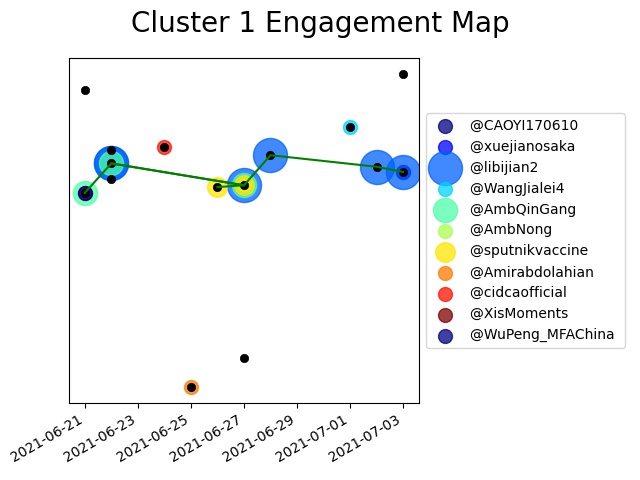 Cluster 1 Engagement Map
@CAOYI170610
@xuejianosaka
@libijian2
@WangJialei4
@AmbQinGang
@AmbNong
@sputnikvaccine
@Amirabdolahian
@cidcaofficial
@XisMoments
@WuPeng_MFAChina
2021-06-21
2021-06-23
2021-06-25
2021-06-27
2021-06-29
2021-07-01
2021-07-03